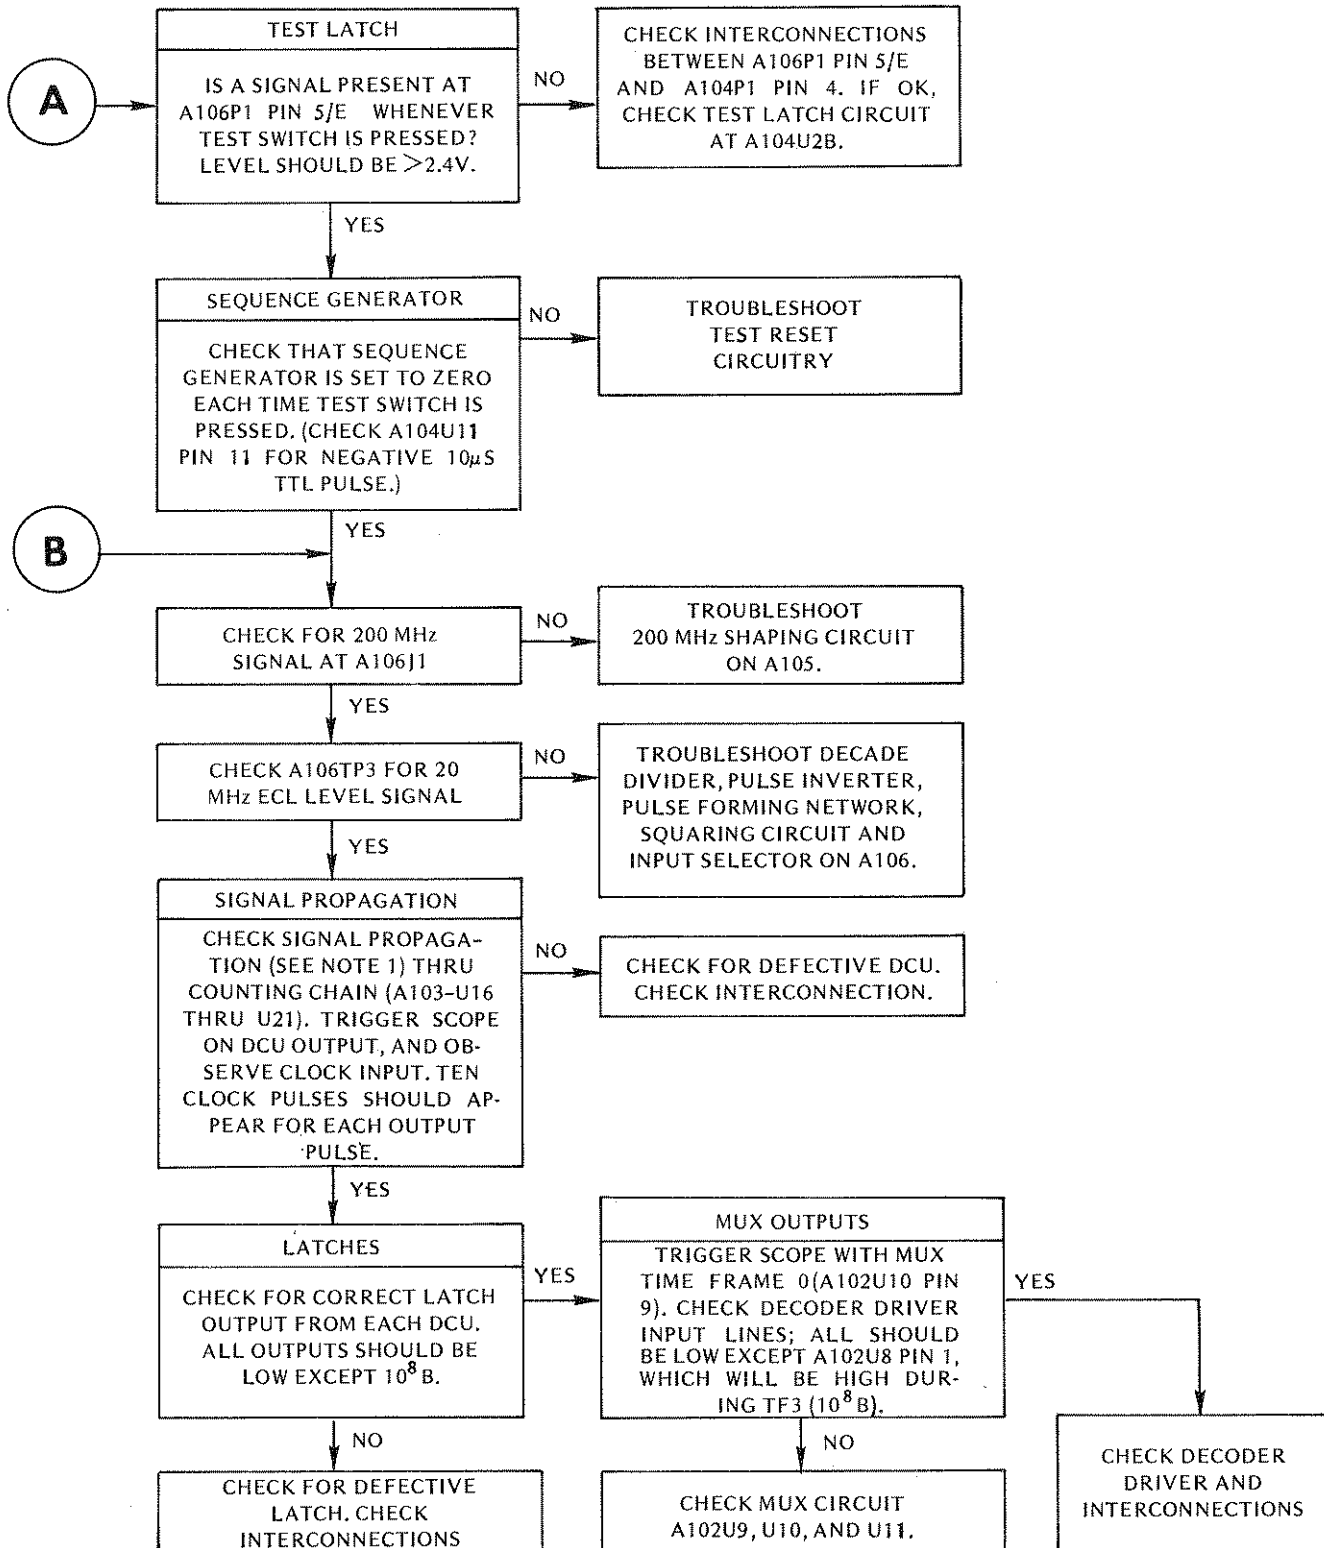 A
TEST LATCH
IS A SIGNAL PRESENT AT
A106P1 PIN 5/E WHENEVER
TEST SWITCH IS PRESSED?
LEVEL SHOULD BE >2.4V.
NO
CHECK INTERCONNECTIONS
BETWEEN A106P1 PIN 5/E
AND A104P1 PIN 4. IF OK,
CHECK TEST LATCH CIRCUIT
AT A104U2B.
YES
SEQUENCE GENERATOR
CHECK THAT SEQUENCE
GENERATOR IS SET TO ZERO
EACH TIME TEST SWITCH IS
PRESSED. (CHECK A104U11
PIN 11 FOR NEGATIVE 10μS
TTL PULSE.)
NO
TROUBLESHOOT
TEST RESET
CIRCUITRY
YES
B
CHECK FOR 200 MHz
SIGNAL AT A106J1
NO
TROUBLESHOOT
200 MHz SHAPING CIRCUIT
ON A105.
YES
CHECK A106TP3 FOR 20
MHz ECL LEVEL SIGNAL
NO
TROUBLESHOOT DECADE
DIVIDER, PULSE INVERTER,
PULSE FORMING NETWORK,
SQUARING CIRCUIT AND
INPUT SELECTOR ON A106.
YES
SIGNAL PROPAGATION
CHECK SIGNAL PROPAGA-
TION (SEE NOTE 1) THRU
COUNTING CHAIN (A103-U16
THRU U21). TRIGGER SCOPE
ON DCU OUTPUT, AND OB-
SERVE CLOCK INPUT. TEN
CLOCK PULSES SHOULD AP-
PEAR FOR EACH OUTPUT
PULSE.
NO
CHECK FOR DEFECTIVE DCU.
CHECK INTERCONNECTION.
YES
LATCHES
CHECK FOR CORRECT LATCH
OUTPUT FROM EACH DCU.
ALL OUTPUTS SHOULD BE
LOW EXCEPT 10⁸ B.
YES
MUX OUTPUTS
TRIGGER SCOPE WITH MUX
TIME FRAME 0(A102U10 PIN
9). CHECK DECODER DRIVER
INPUT LINES; ALL SHOULD
BE LOW EXCEPT A102U8 PIN 1,
WHICH WILL BE HIGH DUR-
ING TF3 (10⁸ B).
YES
NO
CHECK FOR DEFECTIVE
LATCH. CHECK
INTERCONNECTIONS
NO
CHECK MUX CIRCUIT
A102U9, U10, AND U11.
CHECK DECODER
DRIVER AND
INTERCONNECTIONS